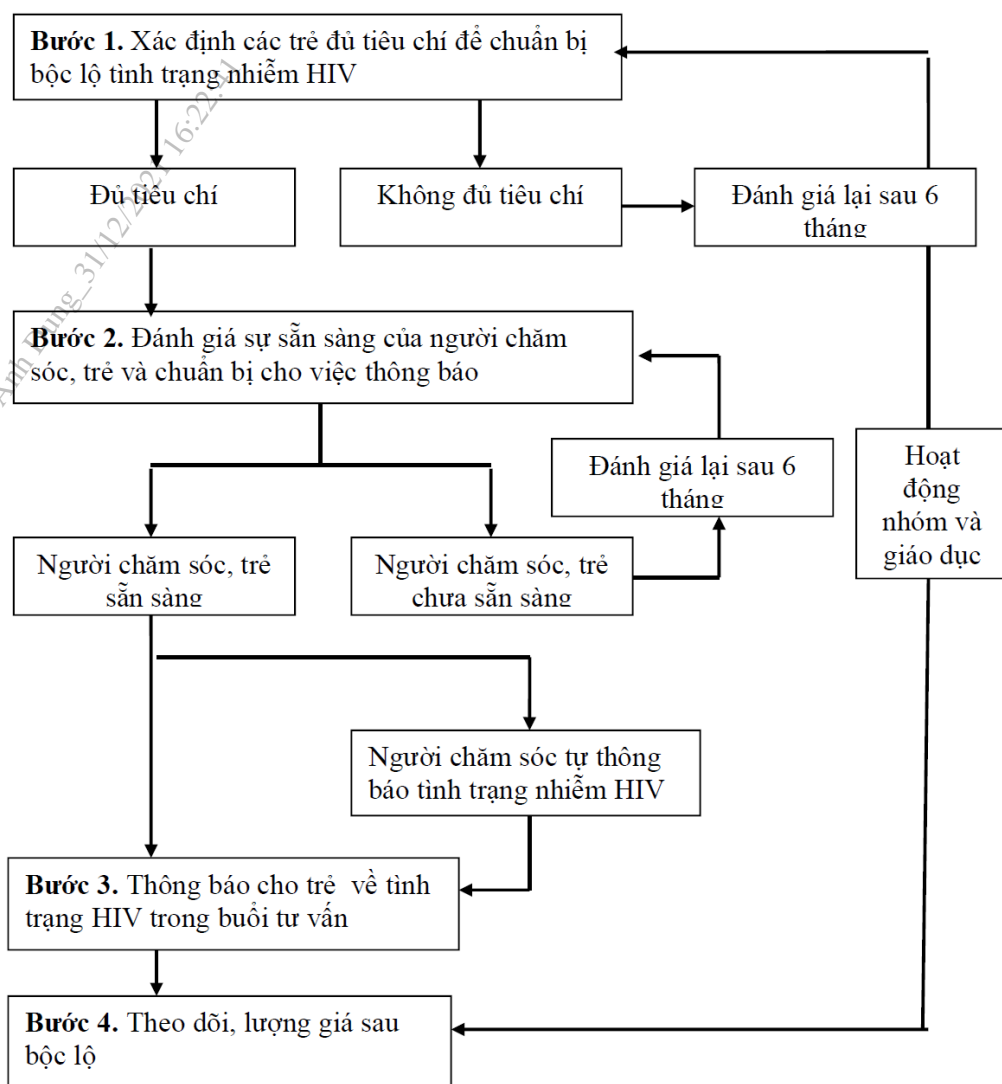 Bước 1. Xác định các trẻ đủ tiêu chí để chuẩn bị
bộc lộ tình trạng nhiễm HIV
Đủ tiêu chí
Không đủ tiêu chí
Đánh giá lại sau 6
tháng
Bước 2. Đánh giá sự sẵn sàng của người chăm
sóc, trẻ và chuẩn bị cho việc thông báo
Đánh giá lại sau 6
tháng
Hoạt
động
nhóm và
giáo dục
Người chăm sóc, trẻ
sẵn sàng
Người chăm sóc, trẻ
chưa sẵn sàng
Người chăm sóc tự thông
báo tình trạng nhiễm HIV
Bước 3. Thông báo cho trẻ về tình
trạng HIV trong buổi tư vấn
Bước 4. Theo dõi, lượng giá sau
bộc lộ